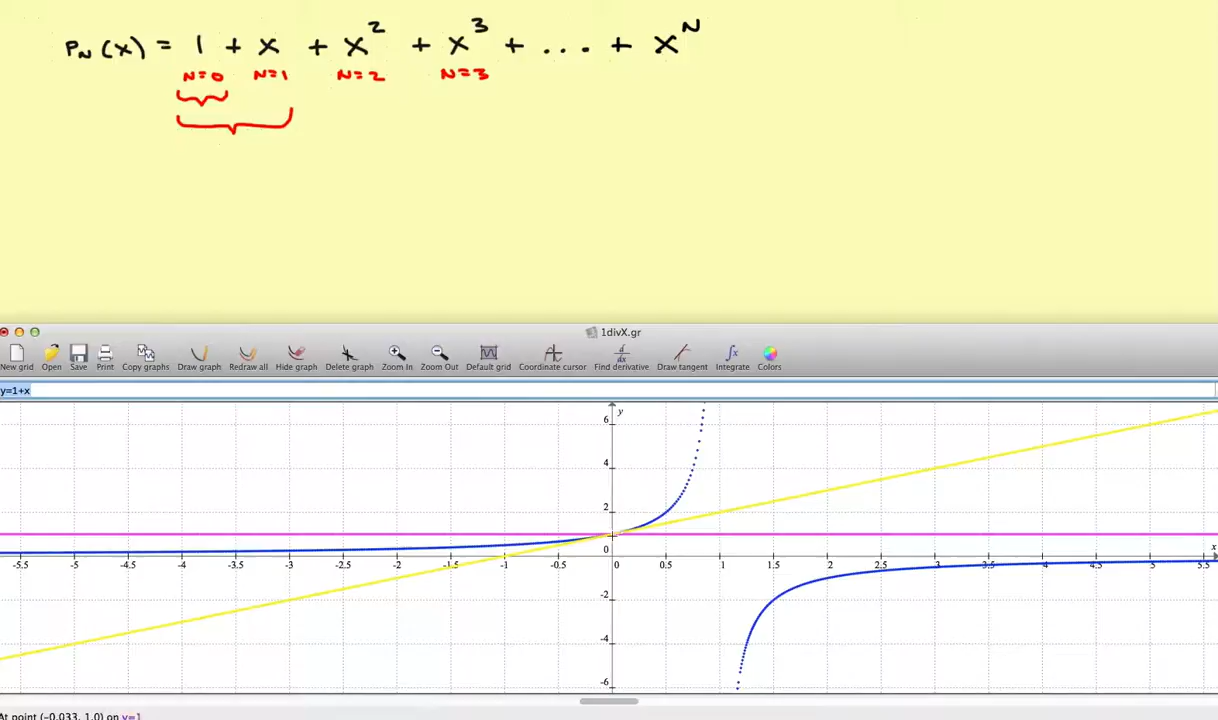 P_N(x) = 1 + x + x² + x³ + ... + x^N
N=0 N=1 N=2 N=3
1divX.gr
New grid Open Save Print Copy graphs Draw graph Redraw all Hide graph Delete graph Zoom In Zoom Out Default grid Coordinate cursor Find derivative Draw tangent Integrate Colors
y=1+x
y
6
4
2
0
-5.5 -5 -4.5 -4 -3.5 -3 -2.5 -2 -1.5 -1 -0.5 0 0.5 1 1.5 2 2.5 3 3.5 4 4.5 5 5.5 x
-2
-4
-6
At point (-0.033, 1.0) on y=1